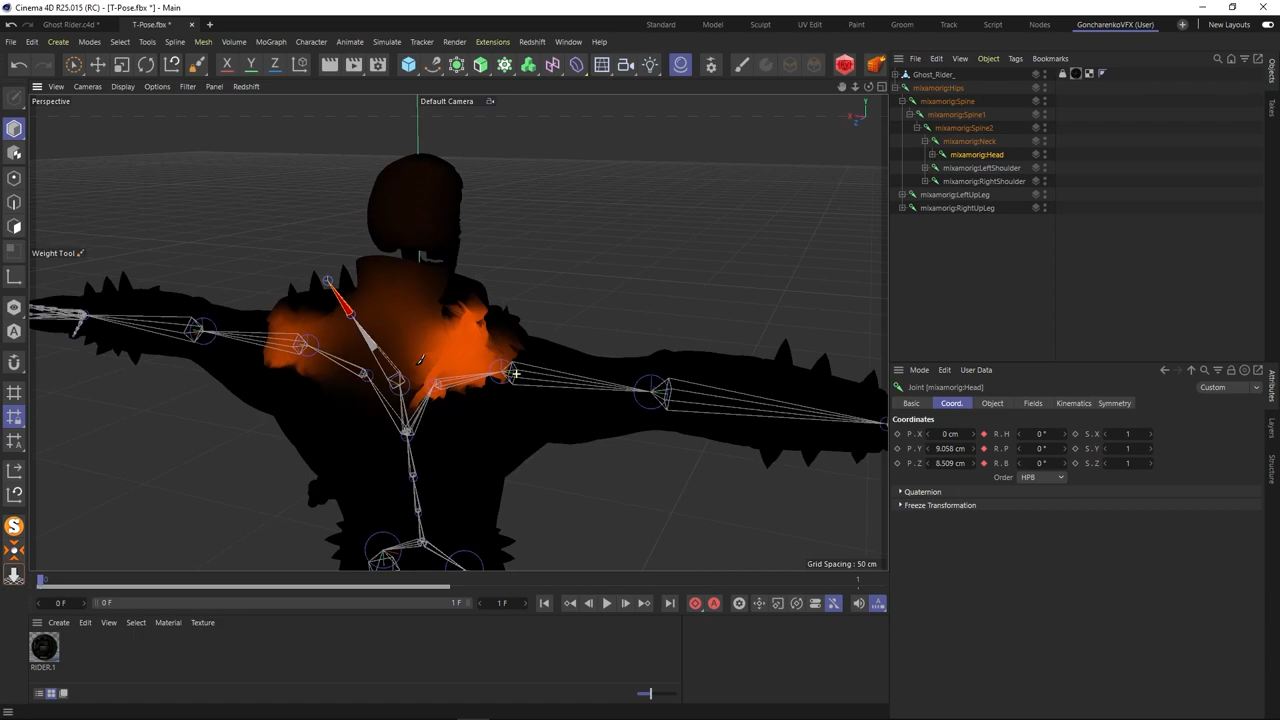 Cinema 4D R25.015 (RC) - [T-Pose.fbx *] - Main
Ghost Rider.c4d *
T-Pose.fbx *
Standard
Model
Sculpt
UV Edit
Paint
Groom
Track
Script
Nodes
GoncharenkoVFX (User)
New Layouts
File
Edit
Create
Modes
Select
Tools
Spline
Mesh
Volume
MoGraph
Character
Animate
Simulate
Tracker
Render
Extensions
Redshift
Window
Help
X
Y
Z
View
Cameras
Display
Options
Filter
Panel
Redshift
Perspective
Default Camera
Y
X
Z
Weight Tool
Grid Spacing : 50 cm
File
Edit
View
Object
Tags
Bookmarks
Ghost_Rider_
mixamorig:Hips
mixamorig:Spine
mixamorig:Spine1
mixamorig:Spine2
mixamorig:Neck
mixamorig:Head
mixamorig:LeftShoulder
mixamorig:RightShoulder
mixamorig:LeftUpLeg
mixamorig:RightUpLeg
Objects
Takes
Mode
Edit
User Data
Joint [mixamorig:Head]
Custom
Basic
Coord.
Object
Fields
Kinematics
Symmetry
Coordinates
P . X 0 cm R . H 0 ° S . X 1
P . Y 9.058 cm R . P 0 ° S . Y 1
P . Z 8.509 cm R . B 0 ° S . Z 1
Order HPB
Quaternion
Freeze Transformation
Attributes
Layers
Structure
0
1
0 F
0 F
1 F
1 F
Create
Edit
View
Select
Material
Texture
RIDER.1